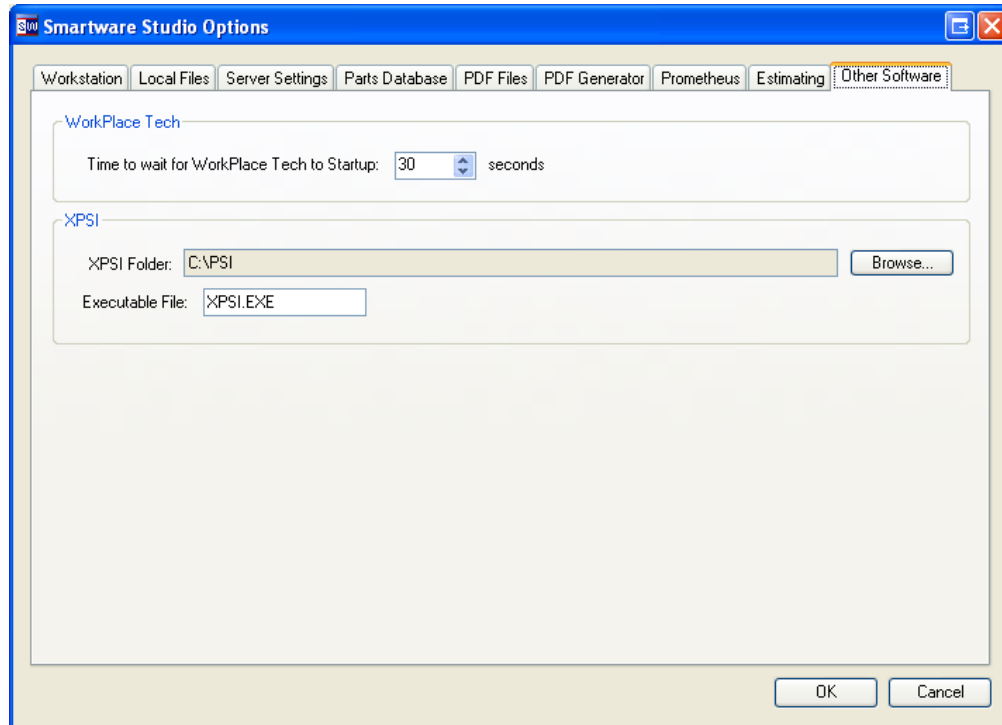 SW Smartware Studio Options
Workstation Local Files Server Settings Parts Database PDF Files PDF Generator Prometheus Estimating Other Software
WorkPlace Tech
Time to wait for WorkPlace Tech to Startup: 30 seconds
XPSI
XPSI Folder: C:\PSI Browse...
Executable File: XPSI.EXE
OK Cancel